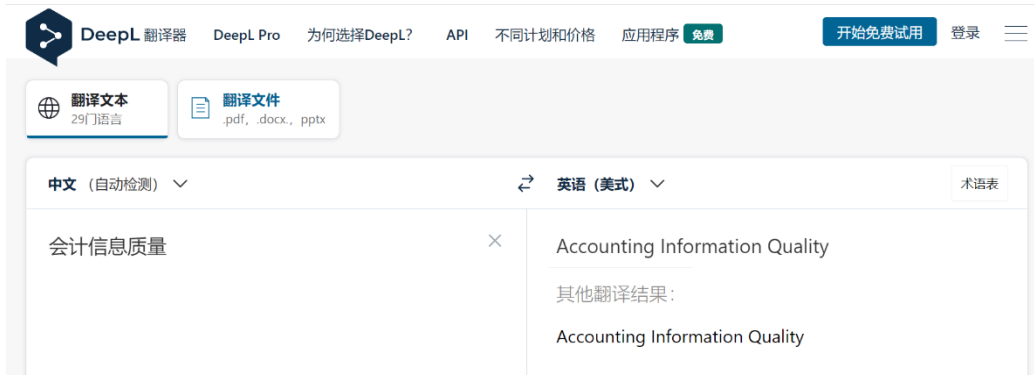 DeepL 翻译器 DeepL Pro 为何选择DeepL? API 不同计划和价格 应用程序 免费 开始免费试用 登录
翻译文本
29门语言
翻译文件
.pdf, .docx., pptx
中文 (自动检测) 英语 (美式) 术语表
会计信息质量
Accounting Information Quality
其他翻译结果:
Accounting Information Quality